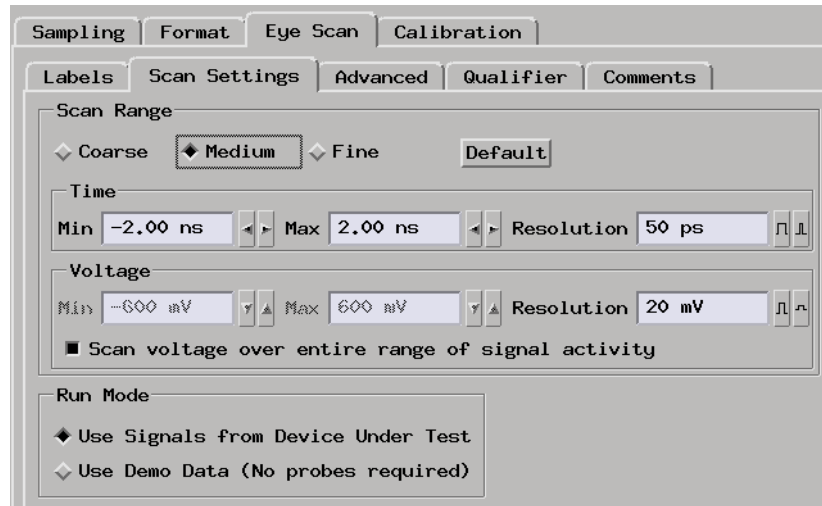 Sampling Format Eye Scan Calibration
Labels Scan Settings Advanced Qualifier Comments
Scan Range
Coarse Medium Fine Default
Time
Min -2.00 ns Max 2.00 ns Resolution 50 ps
Voltage
Min -600 mV Max 600 mV Resolution 20 mV
Scan voltage over entire range of signal activity
Run Mode
Use Signals from Device Under Test
Use Demo Data (No probes required)